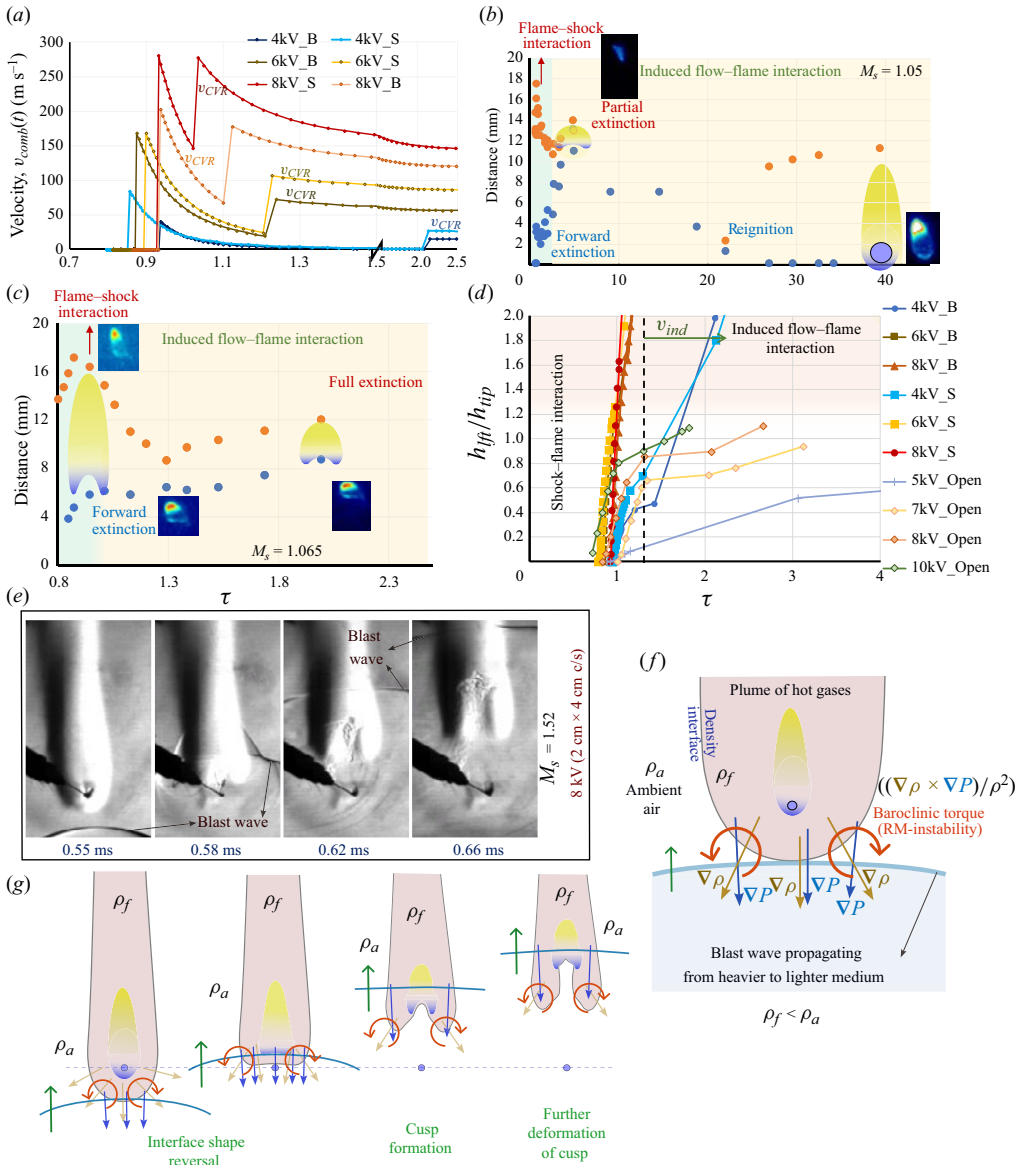 (a)
Velocity, v_comb(t) (m s⁻¹)
300
250
200
150
100
50
0
0.7
0.9
1.1
1.3
1.5
2.0
2.5
4kV_B
4kV_S
6kV_B
6kV_S
8kV_S
8kV_B
v_CVR
v_CVR
v_CVR
v_CVR
v_CVR
(b)
Flame–shock
interaction
Induced flow–flame interaction
M_s = 1.05
Partial
extinction
Forward
extinction
Reignition
Distance (mm)
20
18
16
14
12
10
8
6
4
2
0
10
20
30
40
(c)
Flame–shock
interaction
Induced flow–flame interaction
Full extinction
Forward
extinction
M_s = 1.065
Distance (mm)
20
16
12
8
4
0
0.8
1.3
1.8
2.3
τ
(d)
h_lft/h_tip
2.0
1.8
1.6
1.4
1.2
1.0
0.8
0.6
0.4
0.2
0
1
2
3
4
τ
Shock–flame interaction
v_ind
Induced flow–flame
interaction
4kV_B
6kV_B
8kV_B
4kV_S
6kV_S
8kV_S
5kV_Open
7kV_Open
8kV_Open
10kV_Open
(e)
Blast
wave
Blast wave
0.55 ms
0.58 ms
0.62 ms
0.66 ms
M_s = 1.52
8 kV (2 cm × 4 cm c/s)
(f)
Plume of hot gases
Density
interface
ρ_f
ρ_a
Ambient
air
((∇ρ × ∇P)/ρ²)
Baroclinic torque
(RM-instability)
∇ρ
∇P
∇ρ
∇P
∇P
∇ρ
Blast wave propagating
from heavier to lighter medium
ρ_f < ρ_a
(g)
ρ_f
ρ_a
ρ_f
ρ_a
ρ_f
ρ_a
ρ_f
ρ_a
Interface shape
reversal
Cusp
formation
Further
deformation
of cusp